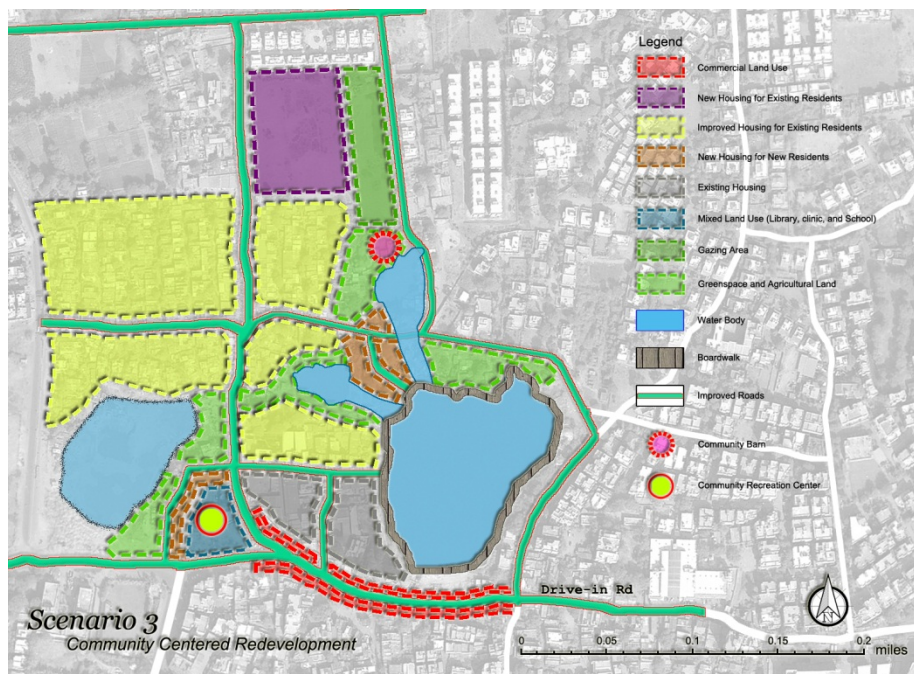 Legend
Commercial Land Use
New Housing for Existing Residents
Improved Housing for Existing Residents
New Housing for New Residents
Existing Housing
Mixed Land Use (Library, clinic, and School)
Gazing Area
Greenspace and Agricultural Land
Water Body
Boardwalk
Improved Roads
Community Barn
Community Recreation Center
Drive-in Rd
Scenario 3
Community Centered Redevelopment
N
0 0.05 0.1 0.15 0.2
miles